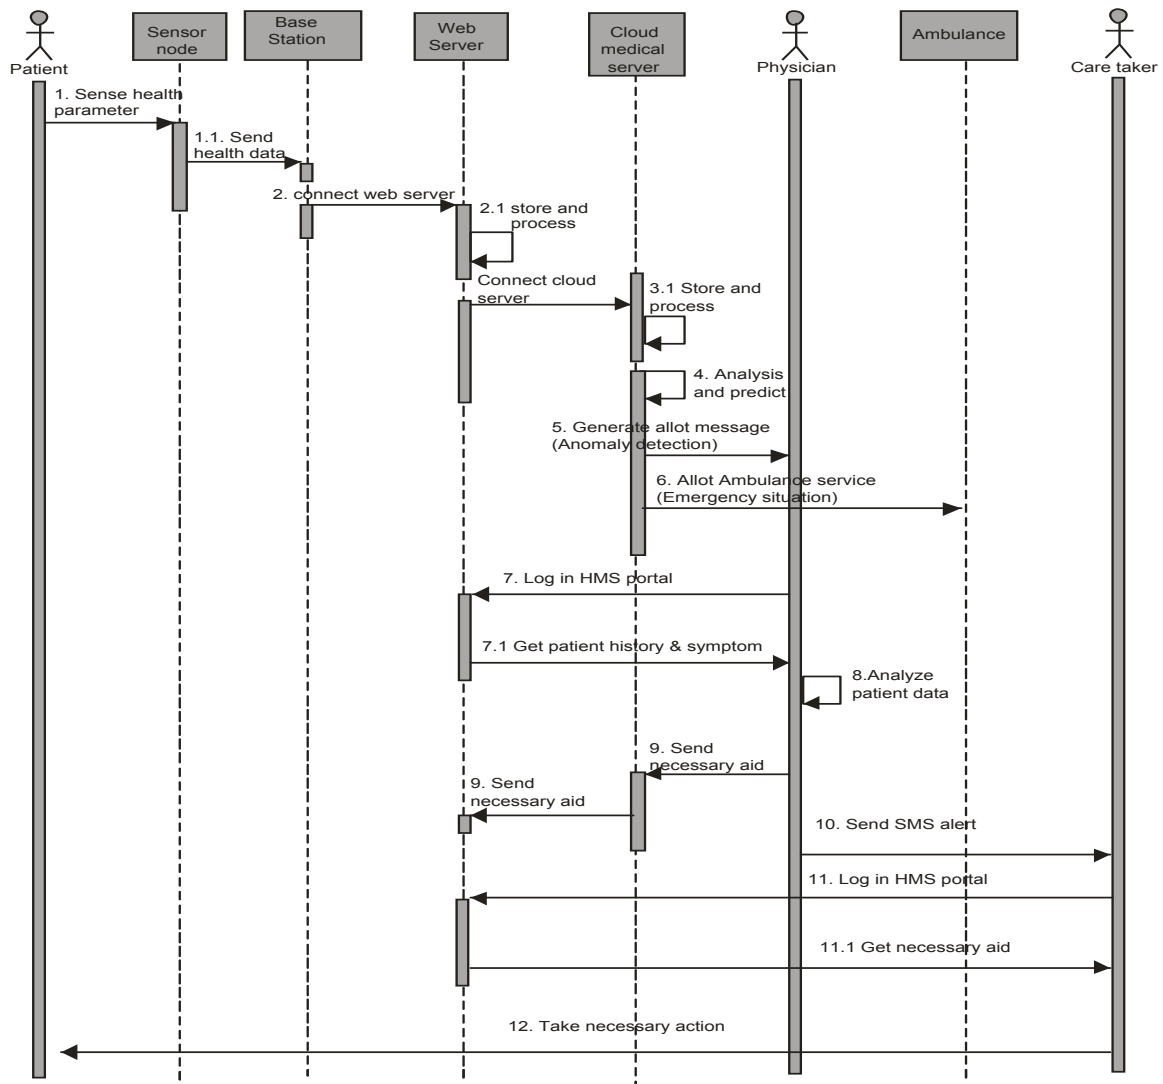 Patient
Sensor
node
Base
Station
Web
Server
Cloud
medical
server
Physician
Ambulance
Care taker
1. Sense health
parameter
1.1. Send
health data
2. connect web server
2.1 store and
process
Connect cloud
server
3.1 Store and
process
4. Analysis
and predict
5. Generate allot message
(Anomaly detection)
6. Allot Ambulance service
(Emergency situation)
7. Log in HMS portal
7.1 Get patient history & symptom
8.Analyze
patient data
9. Send
necessary aid
9. Send
necessary aid
10. Send SMS alert
11. Log in HMS portal
11.1 Get necessary aid
12. Take necessary action